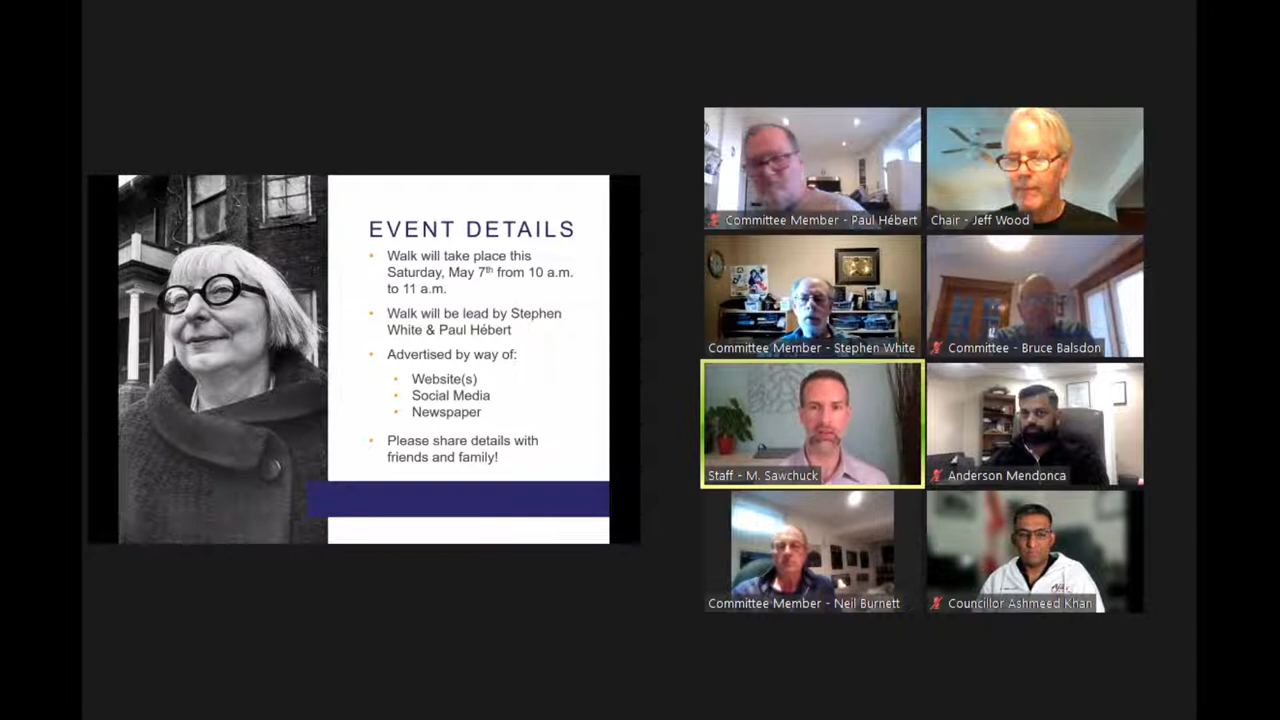 EVENT DETAILS
• Walk will take place this
Saturday, May 7th from 10 a.m.
to 11 a.m.
• Walk will be lead by Stephen
White & Paul Hébert
• Advertised by way of:
• Website(s)
• Social Media
• Newspaper
• Please share details with
friends and family!
Committee Member - Paul Hébert
Chair - Jeff Wood
Committee Member - Stephen White
Committee - Bruce Balsdon
Staff - M. Sawchuck
Anderson Mendonca
Committee Member - Neil Burnett
Councillor Ashmeed Khan